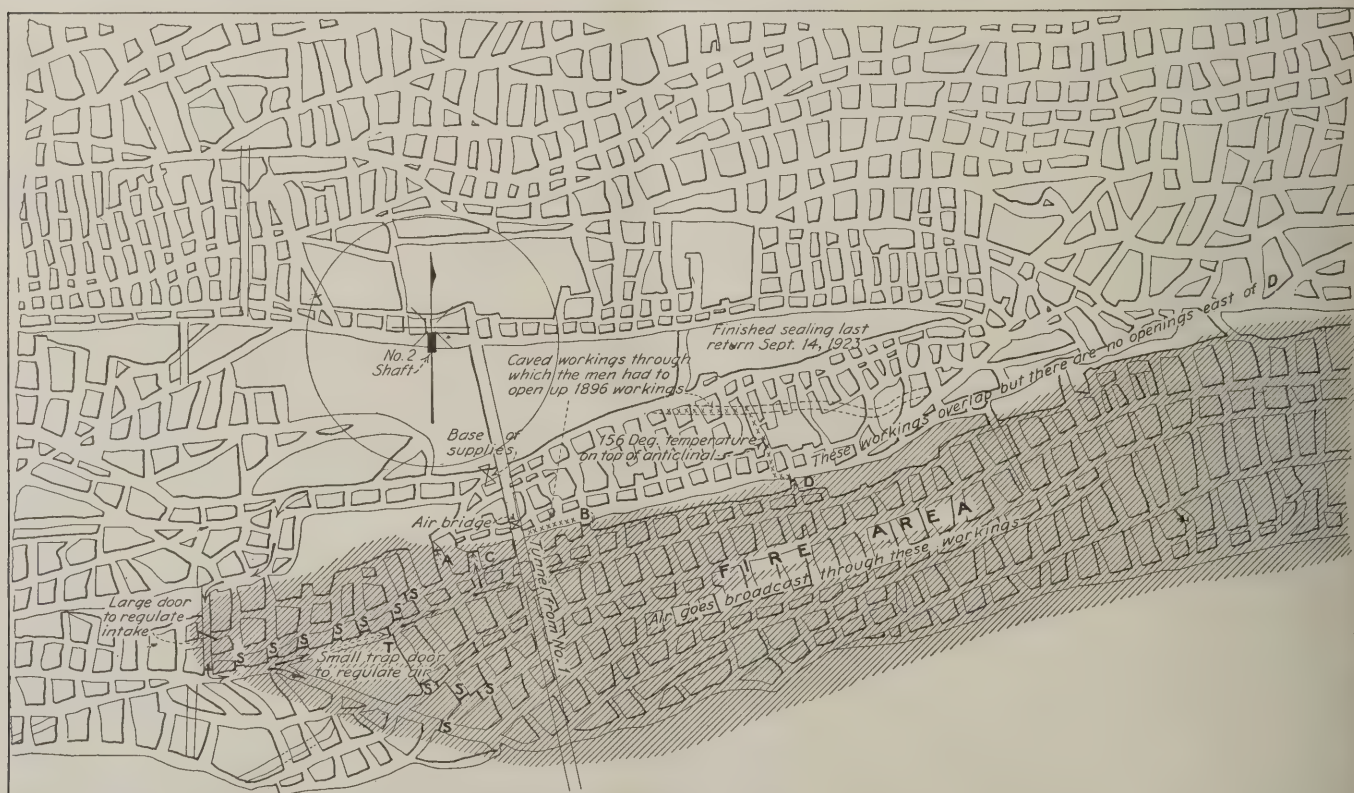 No. 2
Shaft
Finished sealing last
return Sept. 14, 1923
Caved workings through
which the men had to
open up 1896 workings
Base of
supplies
156 Deg. temperature
on top of anticlinal
These workings overlap but there are no openings east of D
D
Air bridge
B
A
C
FIRE AREA
Air goes broadcast through these workings
Tunnel from No. 1
Large door
to regulate
intake
S
S
S
S
S
S
S
T
Small trap door
to regulate air
S
S
S
S